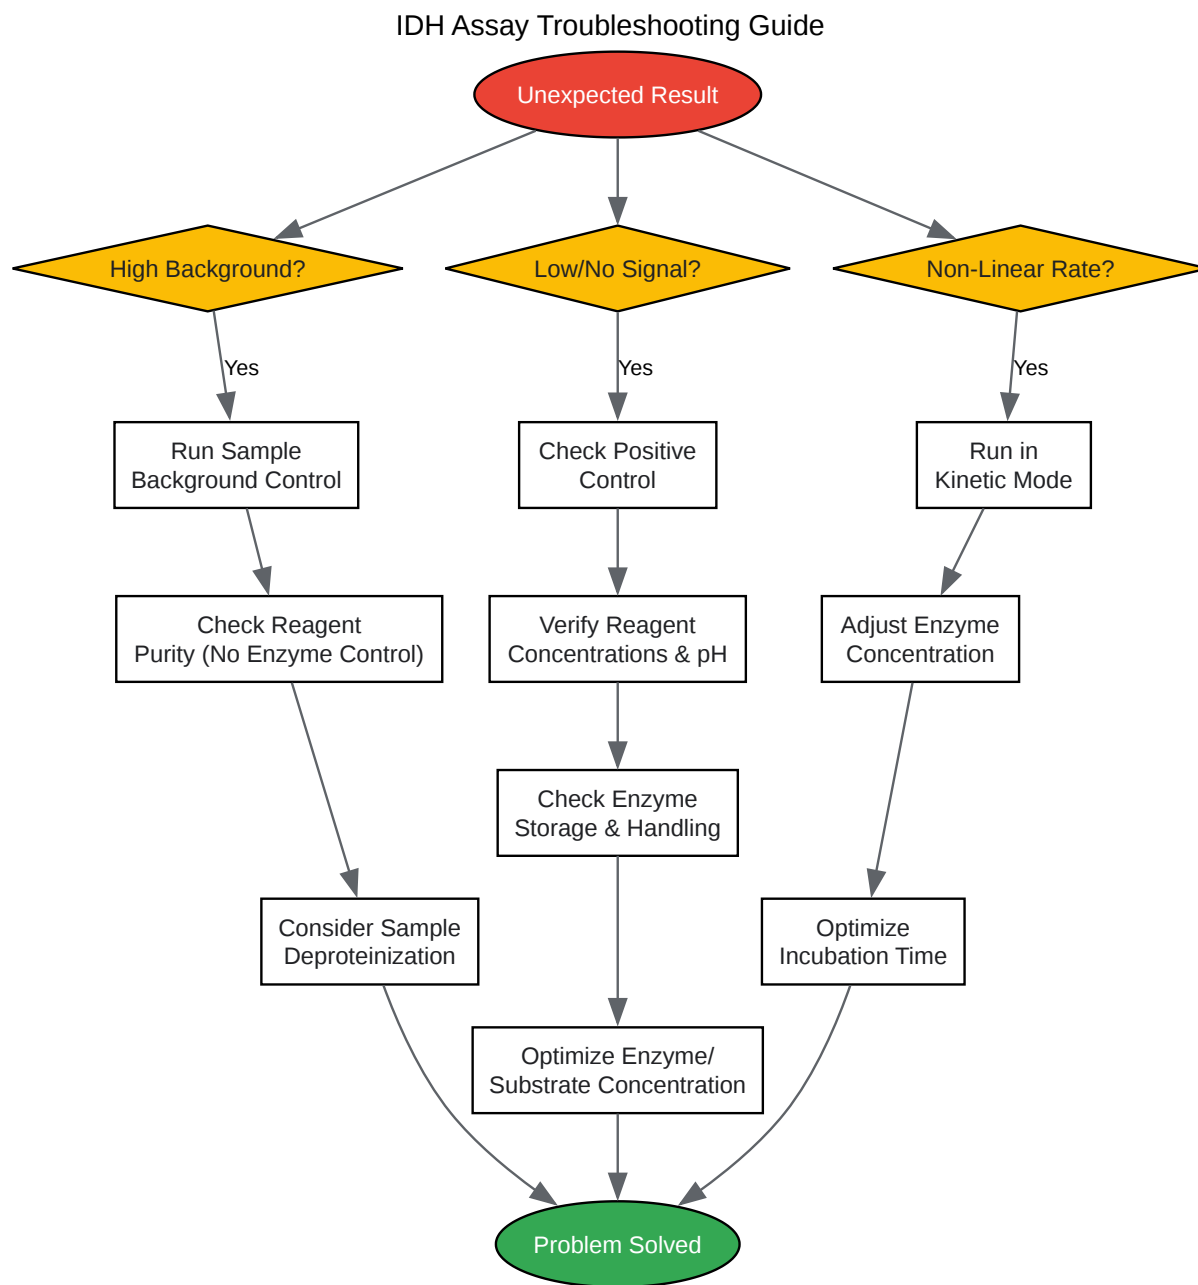 IDH Assay Troubleshooting Guide
Unexpected Result
High Background?
Low/No Signal?
Non-Linear Rate?
Yes
Yes
Yes
Run Sample
Background Control
Check Positive
Control
Run in
Kinetic Mode
Check Reagent
Purity (No Enzyme Control)
Verify Reagent
Concentrations & pH
Adjust Enzyme
Concentration
Check Enzyme
Storage & Handling
Consider Sample
Deproteinization
Optimize
Incubation Time
Optimize Enzyme/
Substrate Concentration
Problem Solved